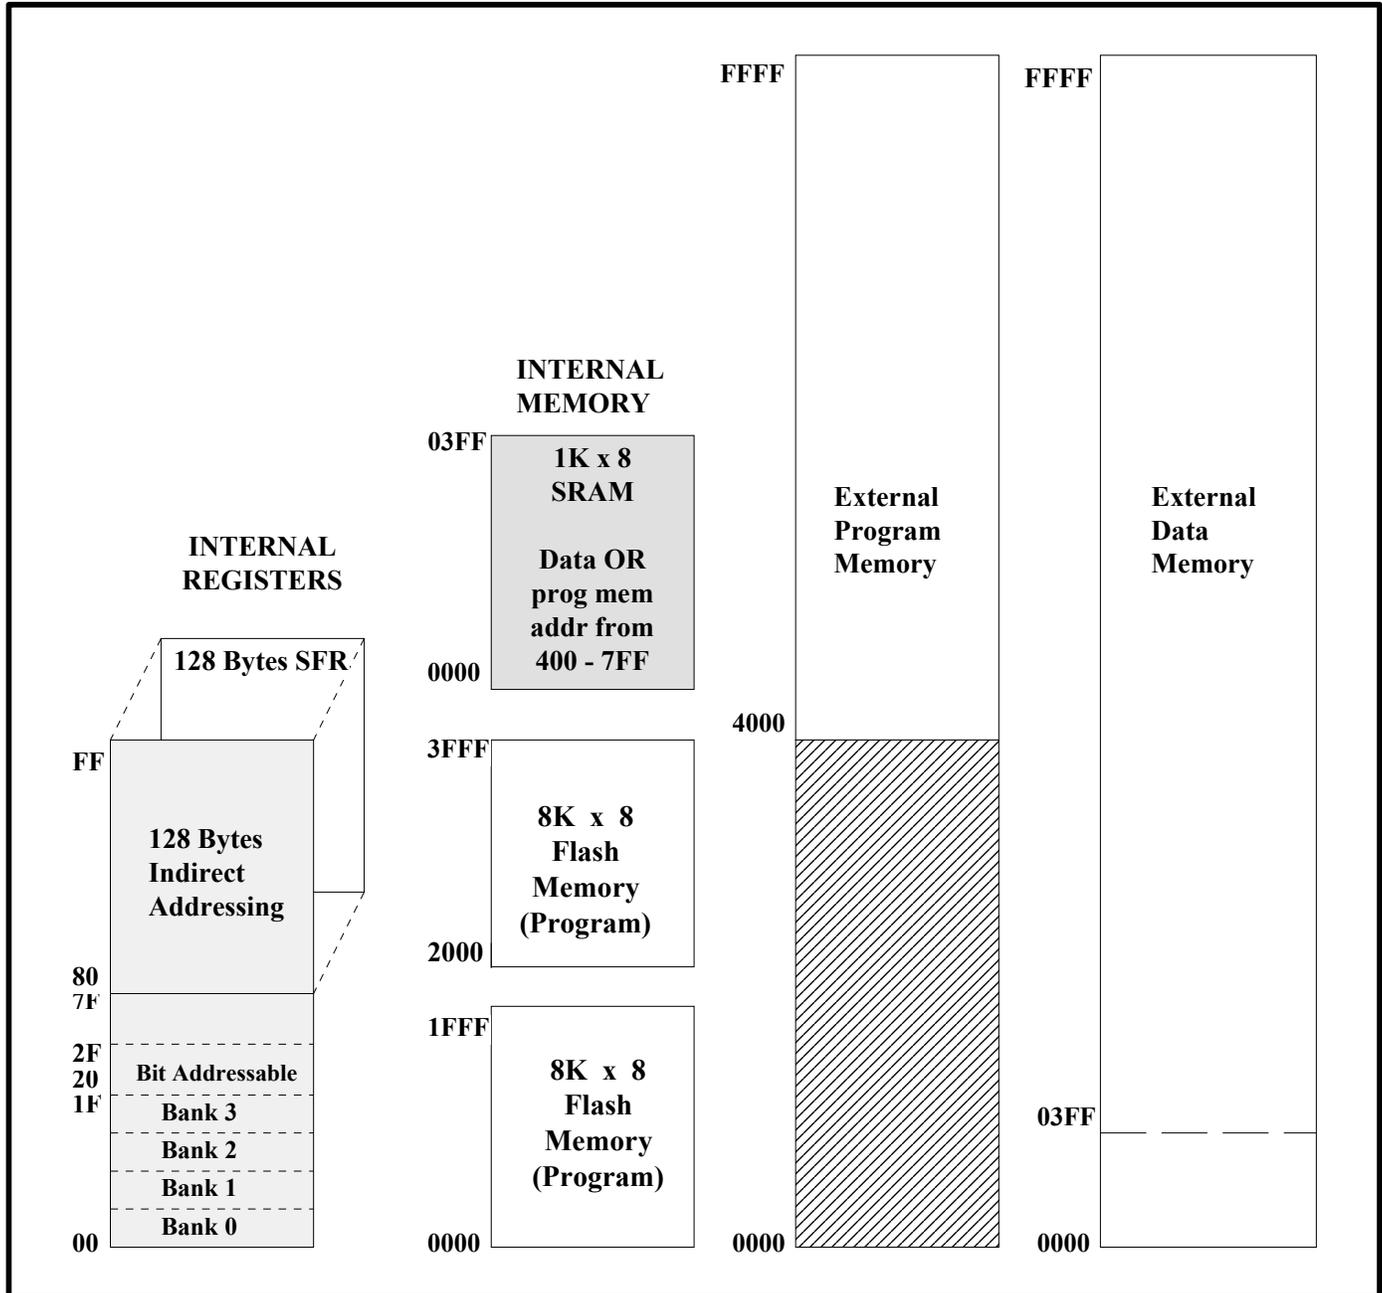 INTERNAL
REGISTERS
128 Bytes SFR
FF
128 Bytes
Indirect
Addressing
80
7F
2F
Bit Addressable
20
1F
Bank 3
Bank 2
Bank 1
Bank 0
00
INTERNAL
MEMORY
03FF
1K x 8
SRAM
Data OR
prog mem
addr from
400 - 7FF
0000
3FFF
8K x 8
Flash
Memory
(Program)
2000
1FFF
8K x 8
Flash
Memory
(Program)
0000
FFFF
External
Program
Memory
4000
0000
FFFF
External
Data
Memory
03FF
0000